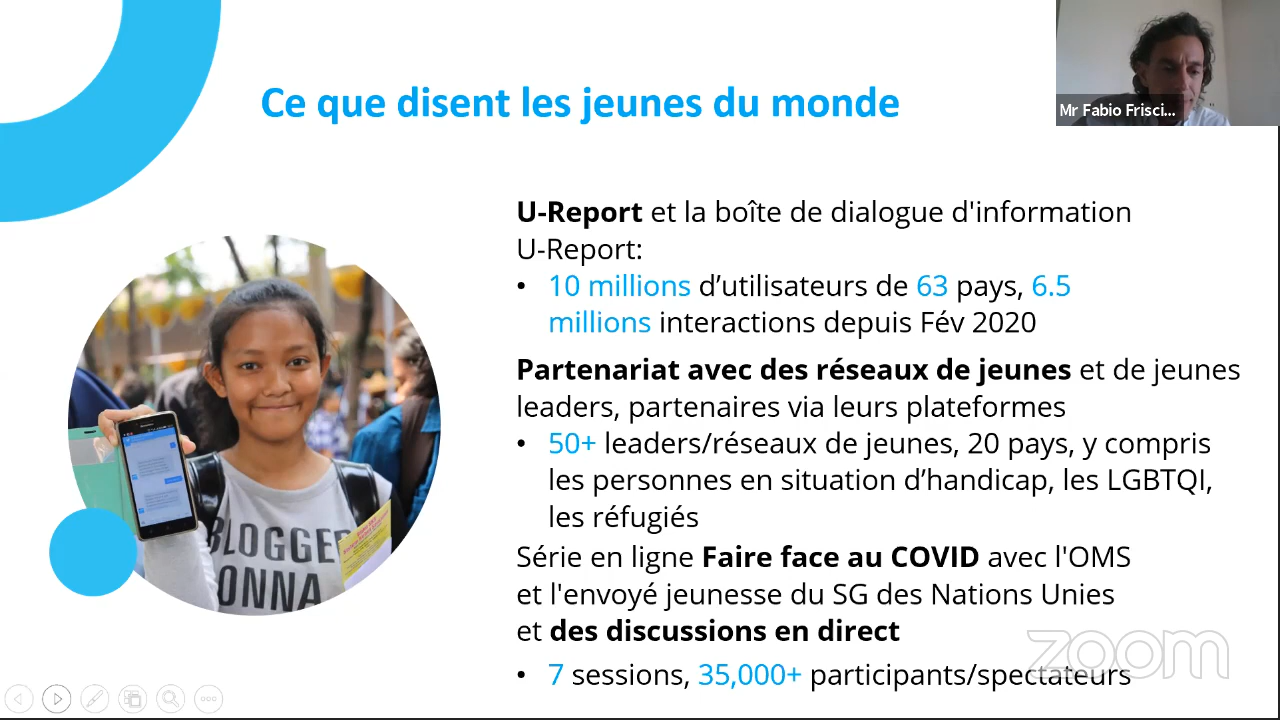 Ce que disent les jeunes du monde
Mr Fabio Frisci...
U-Report et la boîte de dialogue d'information
U-Report:
• 10 millions d’utilisateurs de 63 pays, 6.5
millions interactions depuis Fév 2020
Partenariat avec des réseaux de jeunes et de jeunes
leaders, partenaires via leurs plateformes
• 50+ leaders/réseaux de jeunes, 20 pays, y compris
les personnes en situation d’handicap, les LGBTQI,
les réfugiés
Série en ligne Faire face au COVID avec l'OMS
et l'envoyé jeunesse du SG des Nations Unies
et des discussions en direct
• 7 sessions, 35,000+ participants/spectateurs
zoom
BLOGGE
ONNA